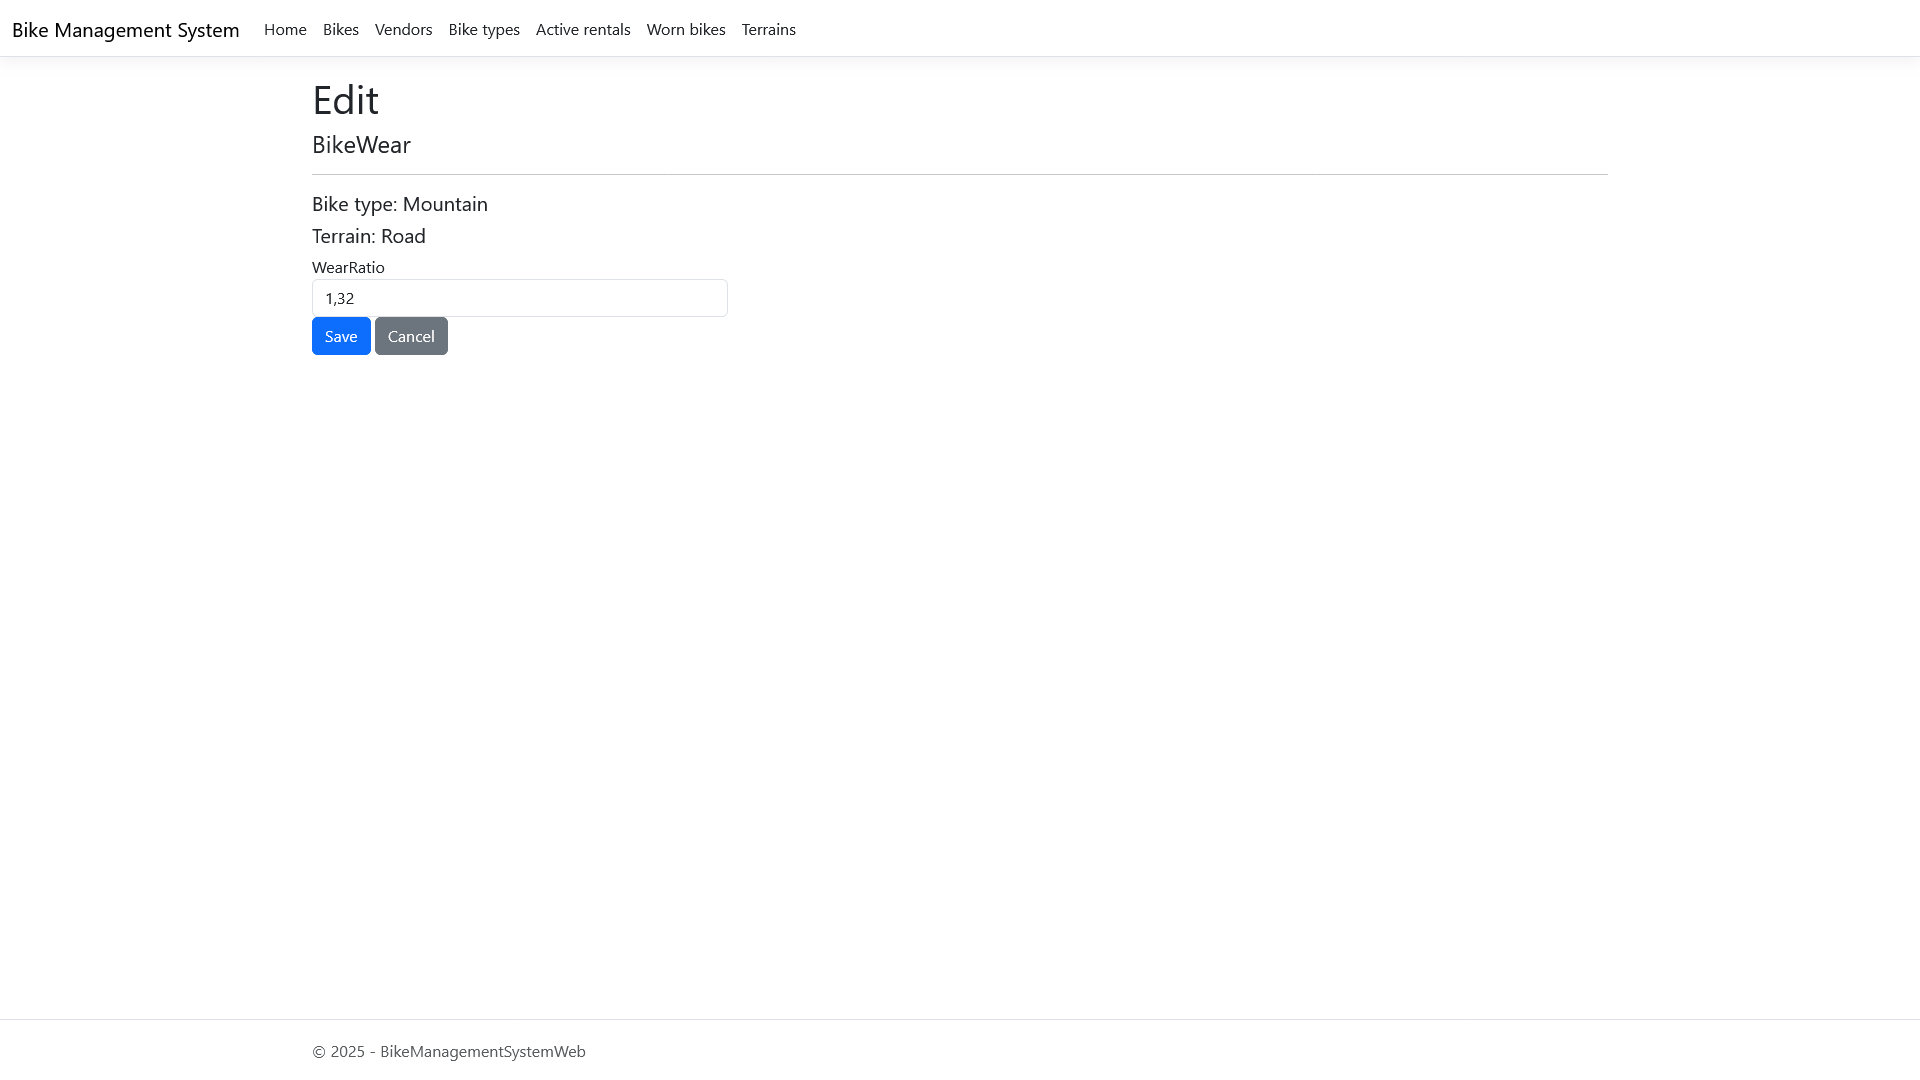 Bike Management System Home Bikes Vendors Bike types Active rentals Worn bikes Terrains
Edit
BikeWear
Bike type: Mountain
Terrain: Road
WearRatio
1,32
Save Cancel
© 2025 - BikeManagementSystemWeb